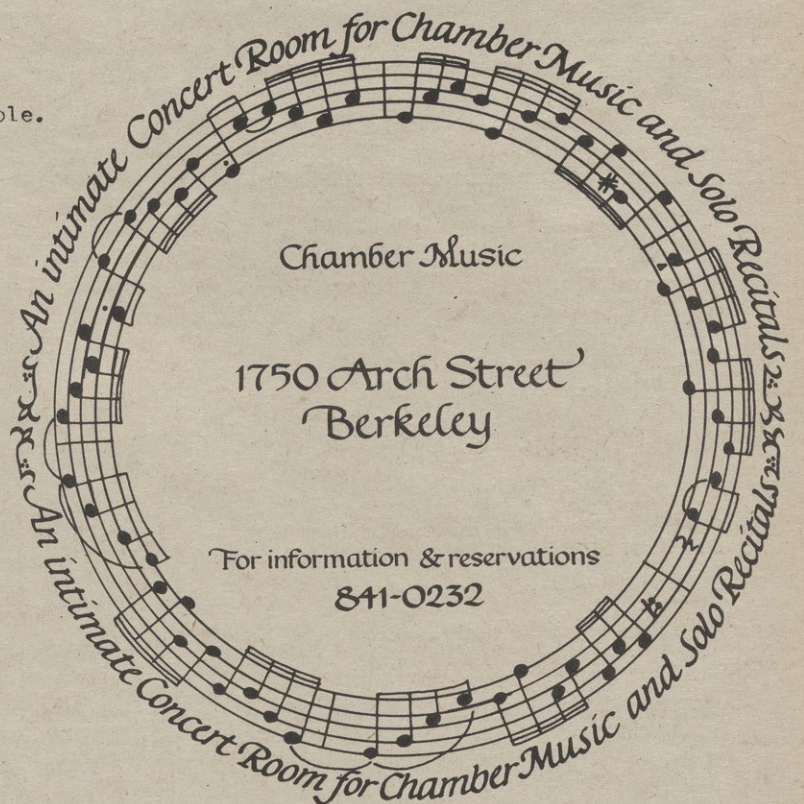 ble.
An intimate Concert Room for Chamber Music and Solo Recitals
Chamber Music
1750 Arch Street
Berkeley
For information & reservations
841-0232
An intimate Concert Room for Chamber Music and Solo Recitals